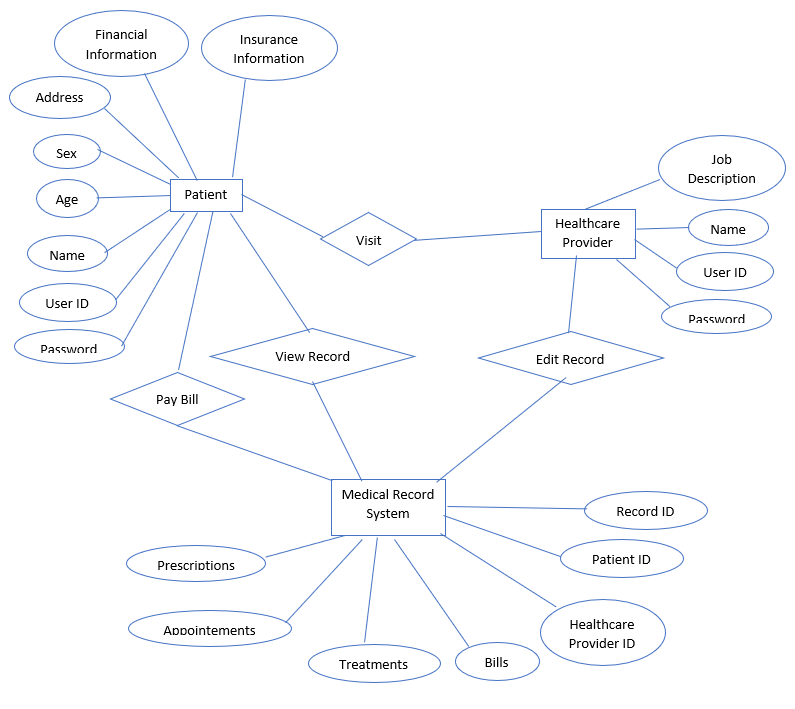 Financial
Information
Insurance
Information
Address
Sex
Age
Name
User ID
Password
Patient
Visit
Healthcare
Provider
Job
Description
Name
User ID
Password
View Record
Edit Record
Pay Bill
Medical Record
System
Record ID
Patient ID
Healthcare
Provider ID
Prescriptions
Appointements
Treatments
Bills